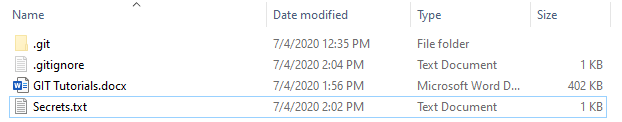 Name Date modified Type Size
.git 7/4/2020 12:35 PM File folder
.gitignore 7/4/2020 2:04 PM Text Document 1 KB
GIT Tutorials.docx 7/4/2020 1:56 PM Microsoft Word D... 402 KB
Secrets.txt 7/4/2020 2:02 PM Text Document 1 KB